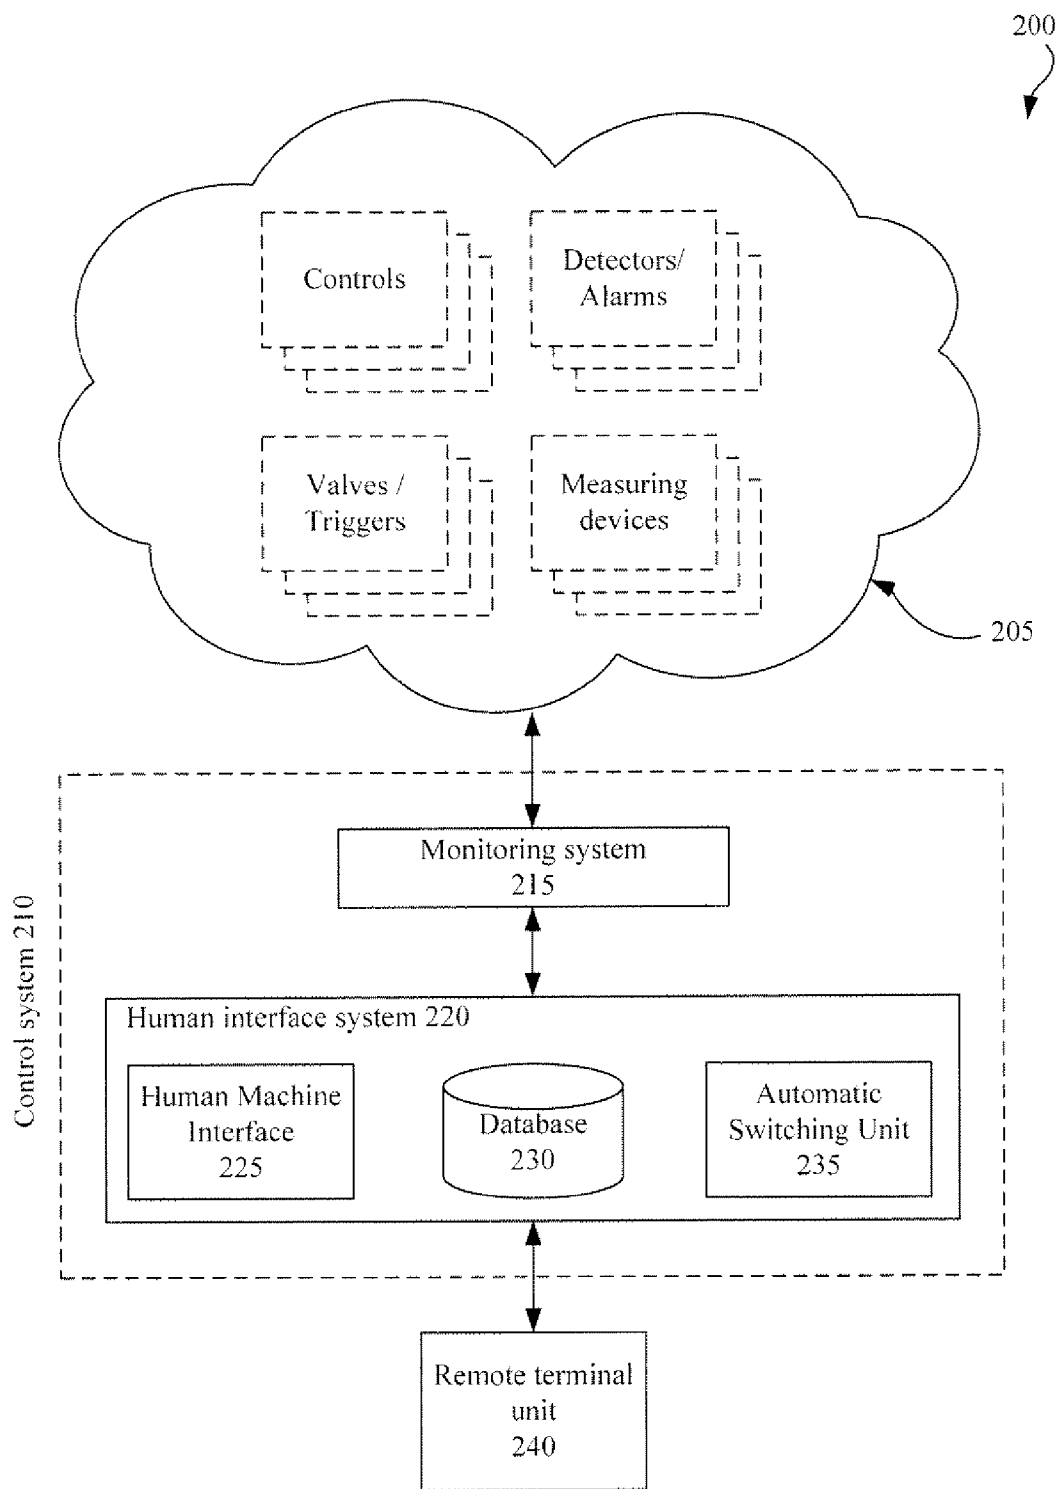 200
Controls
Detectors/
Alarms
Valves /
Triggers
Measuring
devices
205
Control system 210
Monitoring system
215
Human interface system 220
Human Machine
Interface
225
Database
230
Automatic
Switching Unit
235
Remote terminal
unit
240